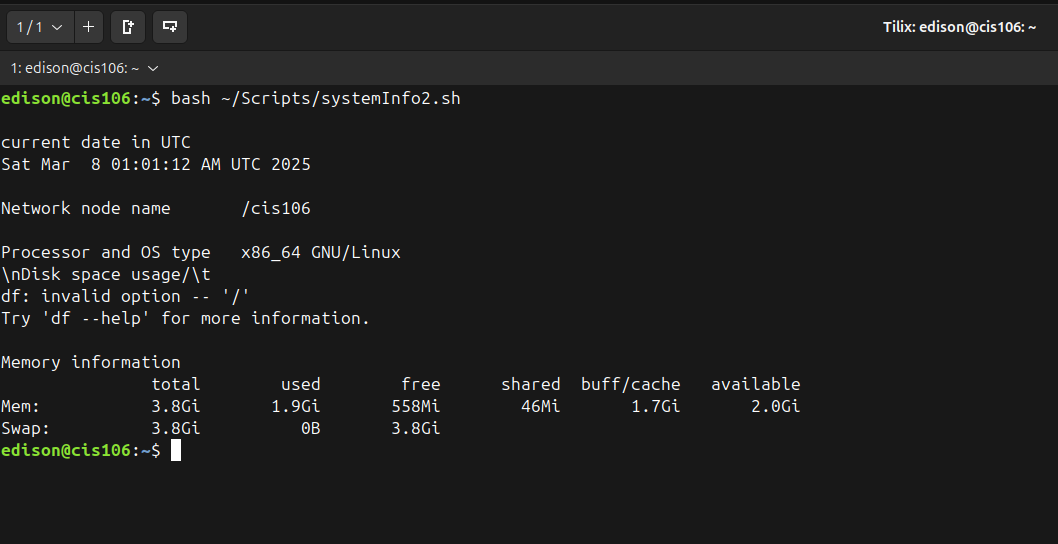 1 / 1
Tilix: edison@cis106: ~
1: edison@cis106: ~
edison@cis106:~$ bash ~/Scripts/systemInfo2.sh
current date in UTC
Sat Mar  8 01:01:12 AM UTC 2025
Network node name       /cis106
Processor and OS type   x86_64 GNU/Linux
\nDisk space usage/\t
df: invalid option -- '/'
Try 'df --help' for more information.
Memory information
               total        used        free      shared  buff/cache   available
Mem:           3.8Gi       1.9Gi       558Mi        46Mi       1.7Gi       2.0Gi
Swap:          3.8Gi          0B       3.8Gi
edison@cis106:~$